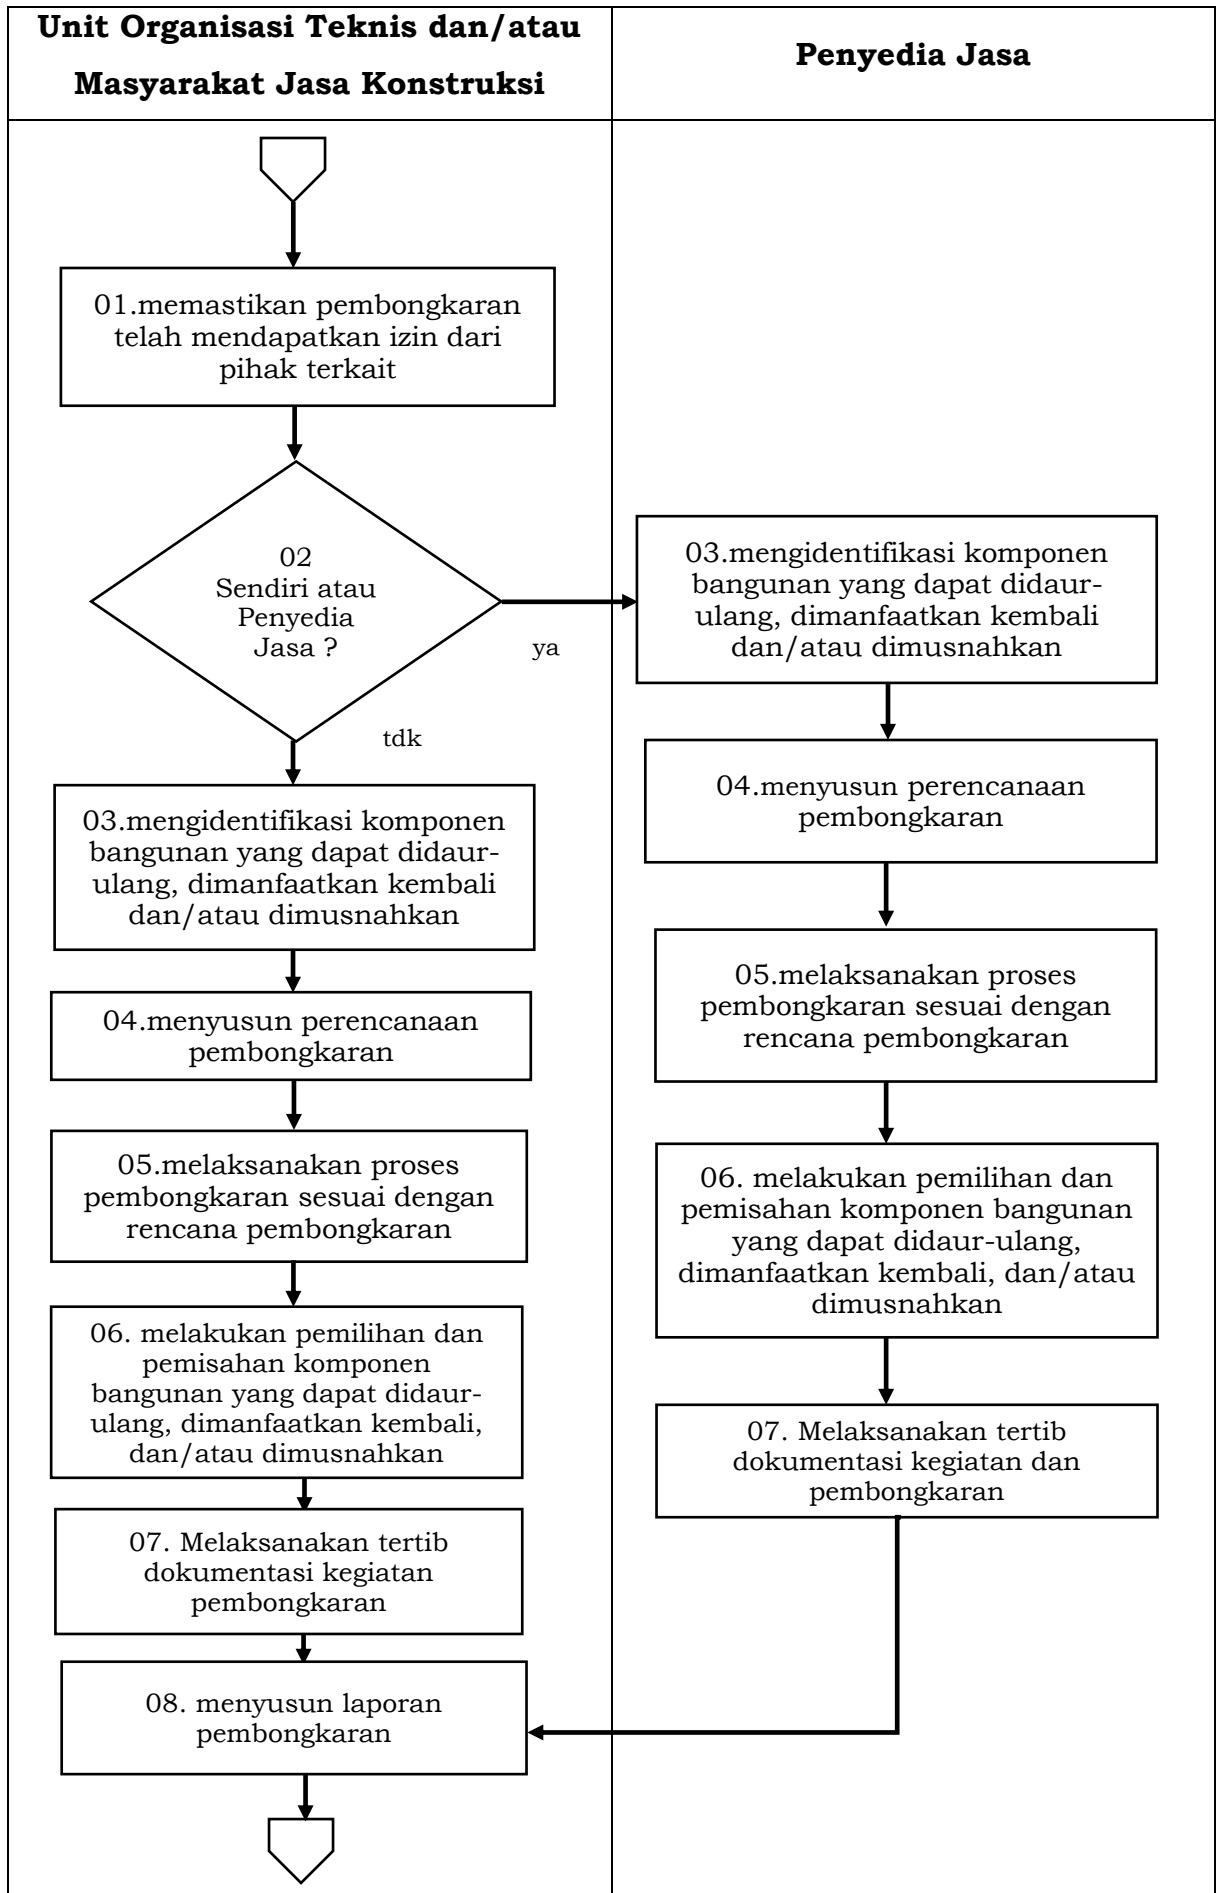 Unit Organisasi Teknis dan/atau
Masyarakat Jasa Konstruksi
Penyedia Jasa
01.memastikan pembongkaran
telah mendapatkan izin dari
pihak terkait
02
Sendiri atau
Penyedia
Jasa ?
ya
tdk
03.mengidentifikasi komponen
bangunan yang dapat didaur-
ulang, dimanfaatkan kembali
dan/atau dimusnahkan
04.menyusun perencanaan
pembongkaran
05.melaksanakan proses
pembongkaran sesuai dengan
rencana pembongkaran
06. melakukan pemilihan dan
pemisahan komponen
bangunan yang dapat didaur-
ulang, dimanfaatkan kembali,
dan/atau dimusnahkan
07. Melaksanakan tertib
dokumentasi kegiatan
pembongkaran
08. menyusun laporan
pembongkaran
03.mengidentifikasi komponen
bangunan yang dapat didaur-
ulang, dimanfaatkan kembali
dan/atau dimusnahkan
04.menyusun perencanaan
pembongkaran
05.melaksanakan proses
pembongkaran sesuai dengan
rencana pembongkaran
06. melakukan pemilihan dan
pemisahan komponen bangunan
yang dapat didaur-ulang,
dimanfaatkan kembali, dan/atau
dimusnahkan
07. Melaksanakan tertib
dokumentasi kegiatan dan
pembongkaran